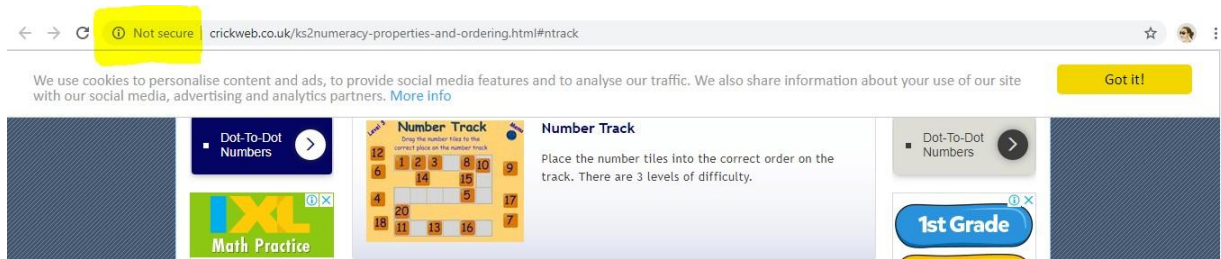 Not secure crickweb.co.uk/ks2numeracy-properties-and-ordering.html#ntrack
We use cookies to personalise content and ads, to provide social media features and to analyse our traffic. We also share information about your use of our site
with our social media, advertising and analytics partners. More info
Got it!
Dot-To-Dot
Numbers
IXL
Math Practice
Level 3
Number Track
Menu
Drag the number tiles to the
correct place on the number track
12 1 2 3 8 10 9
6 14 15
4 5 17
20
18 11 13 16 7
Number Track
Place the number tiles into the correct order on the
track. There are 3 levels of difficulty.
Dot-To-Dot
Numbers
1st Grade